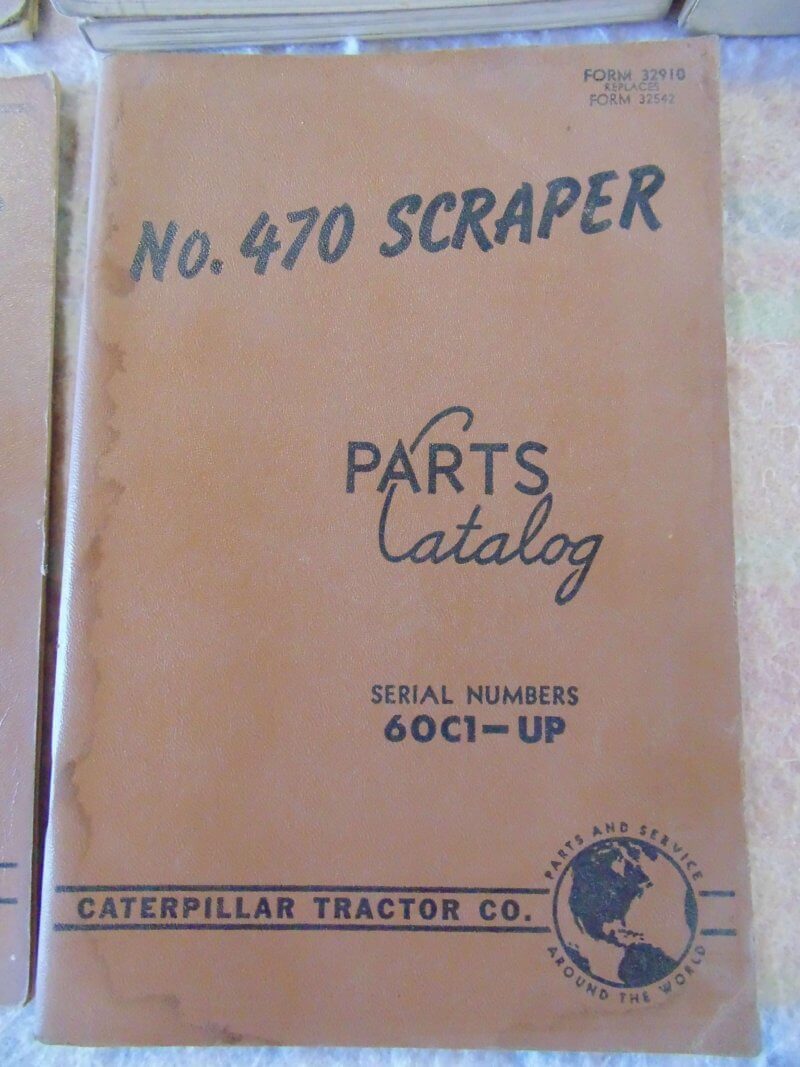 FORM 32910
REPLACES
FORM 32542
No. 470 SCRAPER
PARTS
Catalog
SERIAL NUMBERS
60C1-UP
CATERPILLAR TRACTOR CO.
PARTS AND SERVICE
AROUND THE WORLD